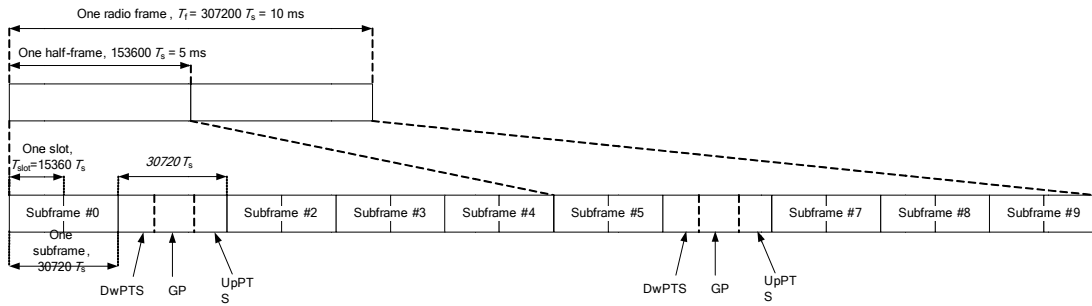 One radio frame , Tf = 307200 Ts = 10 ms
One half-frame , 153600 Ts = 5 ms
One slot,
Tslot=15360 Ts
30720Ts
Subframe #0
Subframe #2
Subframe #3
Subframe #4
Subframe #5
Subframe #7
Subframe #8
Subframe #9
One
subframe ,
30720 Ts
DwPTS
GP
UpPT
S
DwPTS
GP
UpPT
S